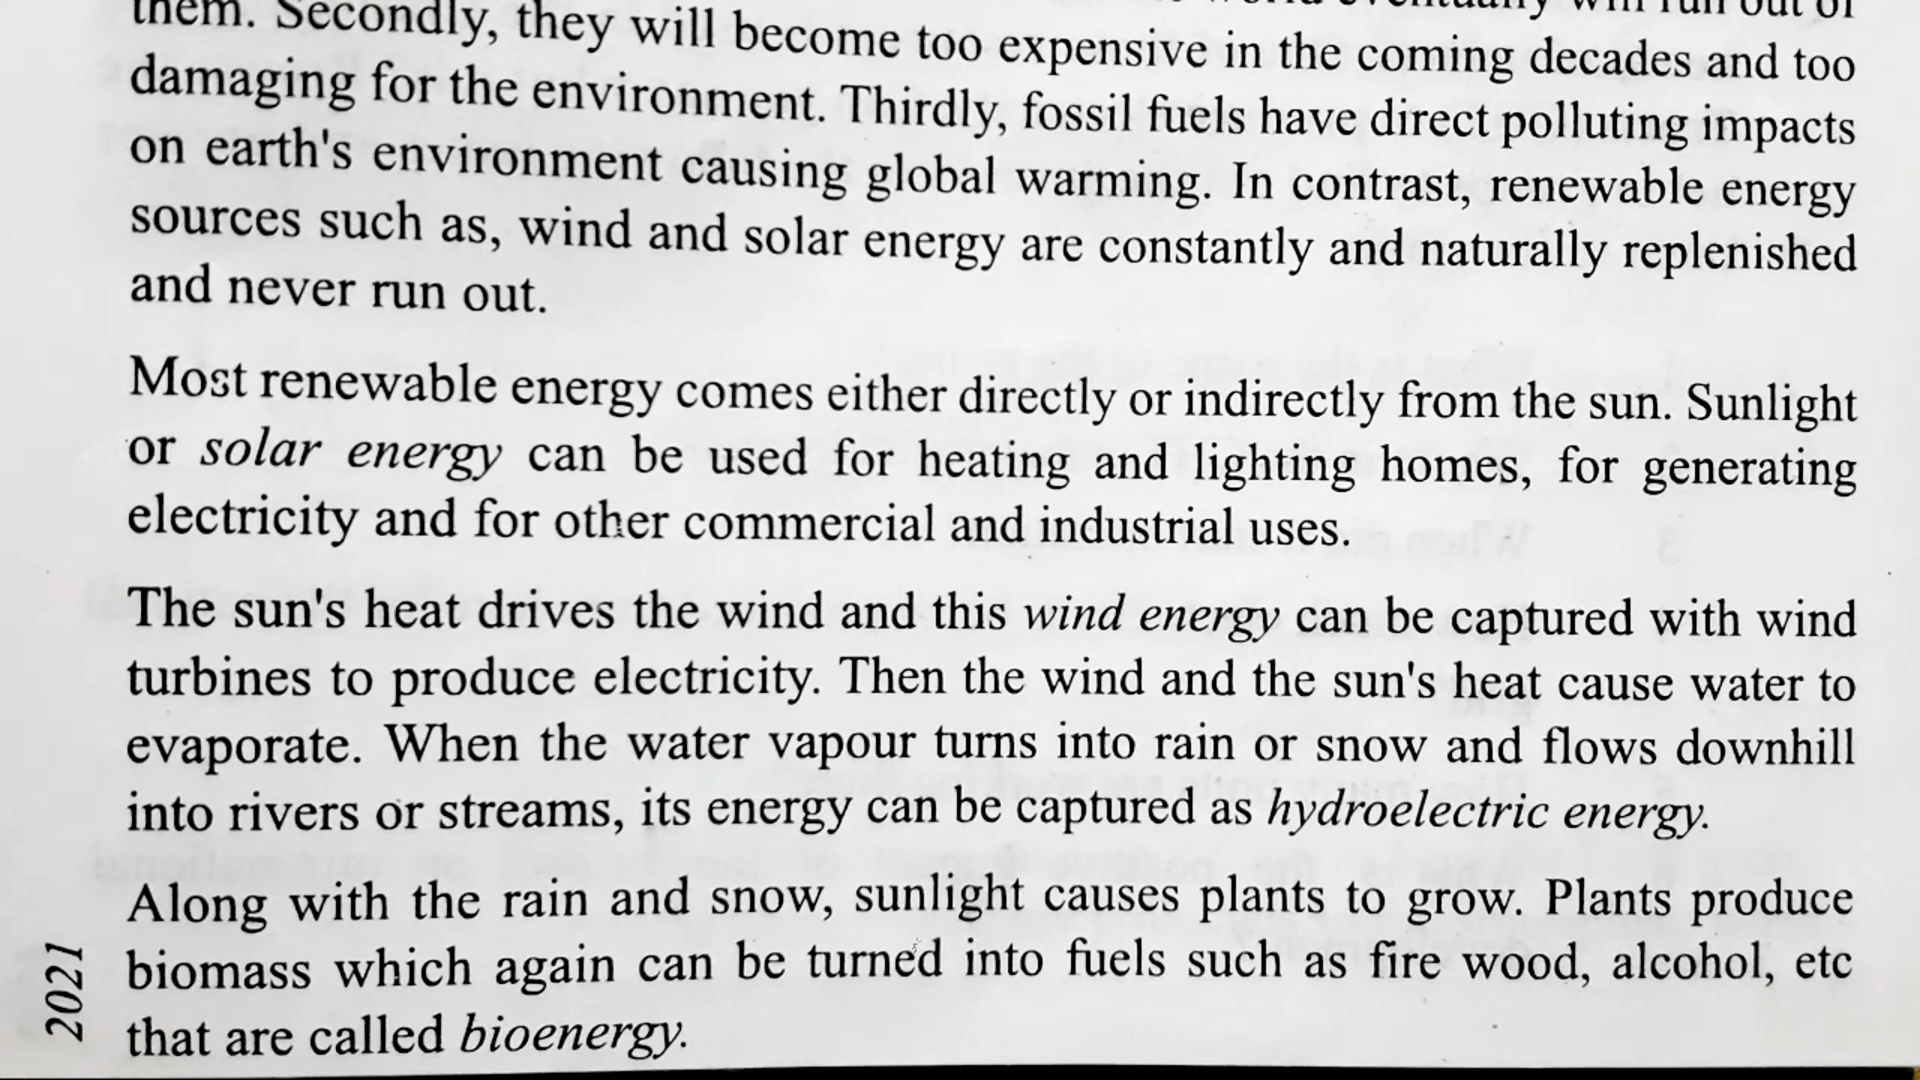 them. Secondly, they will become too expensive in the coming decades and too
damaging for the environment. Thirdly, fossil fuels have direct polluting impacts
on earth's environment causing global warming. In contrast, renewable energy
sources such as, wind and solar energy are constantly and naturally replenished
and never run out.
Most renewable energy comes either directly or indirectly from the sun. Sunlight
or solar energy can be used for heating and lighting homes, for generating
electricity and for other commercial and industrial uses.
The sun's heat drives the wind and this wind energy can be captured with wind
turbines to produce electricity. Then the wind and the sun's heat cause water to
evaporate. When the water vapour turns into rain or snow and flows downhill
into rivers or streams, its energy can be captured as hydroelectric energy.
Along with the rain and snow, sunlight causes plants to grow. Plants produce
biomass which again can be turned into fuels such as fire wood, alcohol, etc
that are called bioenergy.
2021